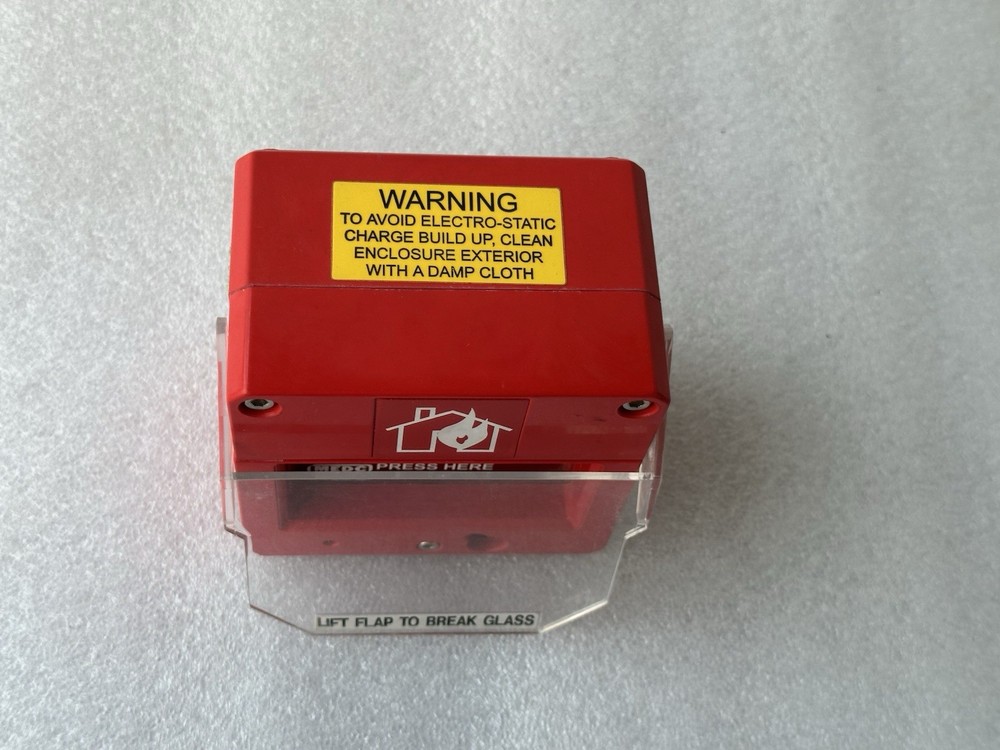 WARNING
TO AVOID ELECTRO-STATIC
CHARGE BUILD UP, CLEAN
ENCLOSURE EXTERIOR
WITH A DAMP CLOTH
MEDC PRESS HERE
LIFT FLAP TO BREAK GLASS